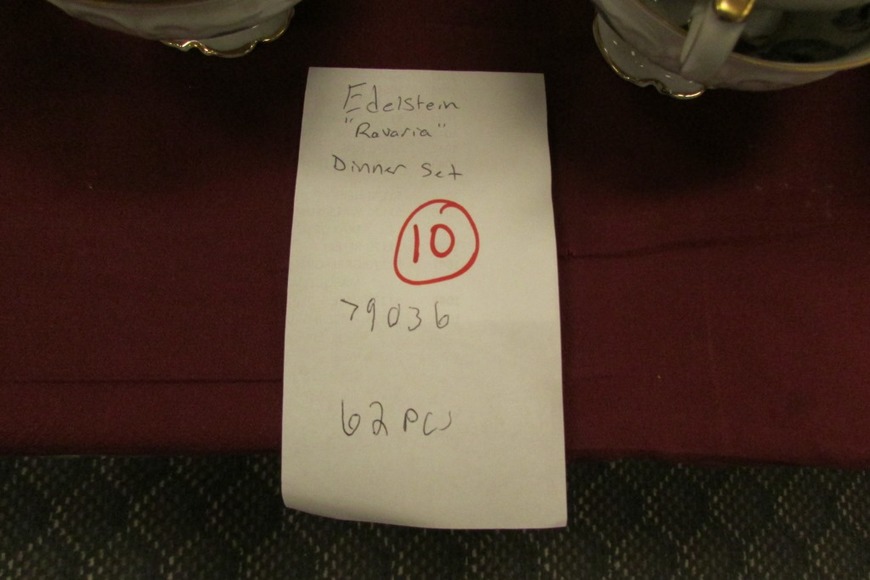 Edelstein
"Bavaria"
Dinner Set
10
79036
62 pcs